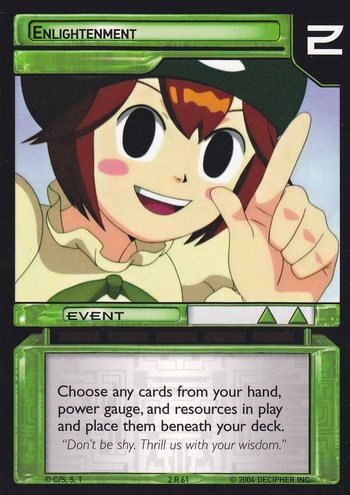 ENLIGHTENMENT
2
EVENT
Choose any cards from your hand,
power gauge, and resources in play
and place them beneath your deck.
“Don’t be shy. Thrill us with your wisdom.”
© C/S, S, T 2 R 61 © 2004 DECIPHER INC.